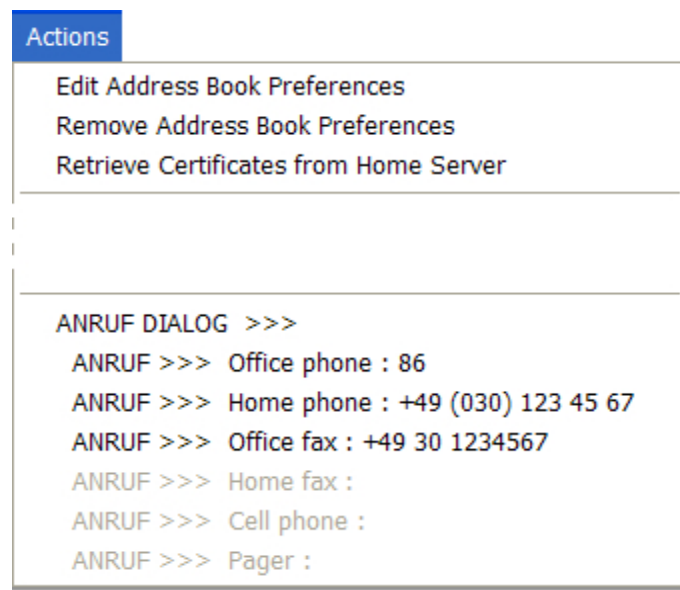 Actions
Edit Address Book Preferences
Remove Address Book Preferences
Retrieve Certificates from Home Server
ANRUF DIALOG >>>
ANRUF >>> Office phone : 86
ANRUF >>> Home phone : +49 (030) 123 45 67
ANRUF >>> Office fax : +49 30 1234567
ANRUF >>> Home fax :
ANRUF >>> Cell phone :
ANRUF >>> Pager :